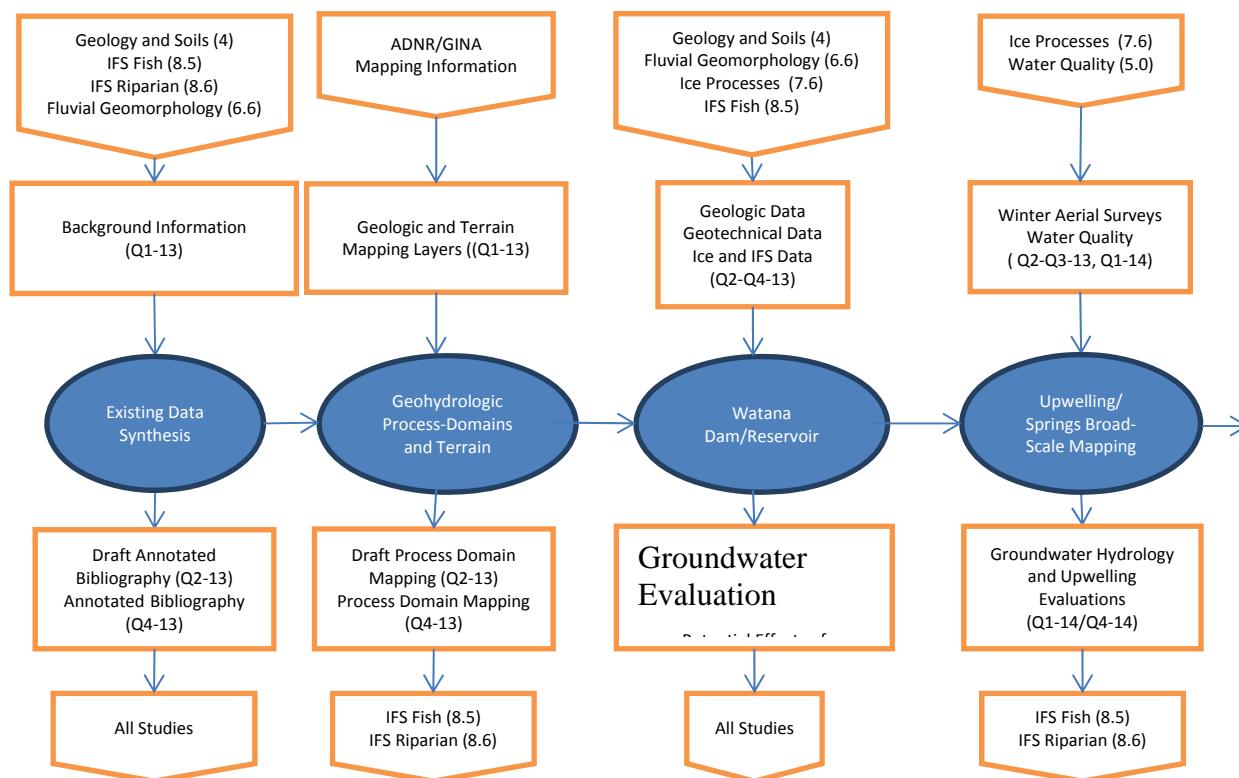 Geology and Soils (4)
IFS Fish (8.5)
IFS Riparian (8.6)
Fluvial Geomorphology (6.6)
ADNR/GINA
Mapping Information
Geology and Soils (4)
Fluvial Geomorphology (6.6)
Ice Processes  (7.6)
IFS Fish (8.5)
Ice Processes  (7.6)
Water Quality (5.0)
Background Information
(Q1-13)
Geologic and Terrain
Mapping Layers ((Q1-13)
Geologic Data
Geotechnical Data
Ice and IFS Data
(Q2-Q4-13)
Winter Aerial Surveys
Water Quality
( Q2-Q3-13, Q1-14)
Existing Data
Synthesis
Geohydrologic
Process-Domains
and Terrain
Watana
Dam/Reservoir
Upwelling/
Springs Broad-
Scale Mapping
Draft Annotated
Bibliography (Q2-13)
Annotated Bibliography
(Q4-13)
Draft Process Domain
Mapping (Q2-13)
Process Domain Mapping
(Q4-13)
Groundwater
Evaluation
Potential Effects of
Groundwater Hydrology
and Upwelling
Evaluations
(Q1-14/Q4-14)
All Studies
IFS Fish (8.5)
IFS Riparian (8.6)
All Studies
IFS Fish (8.5)
IFS Riparian (8.6)